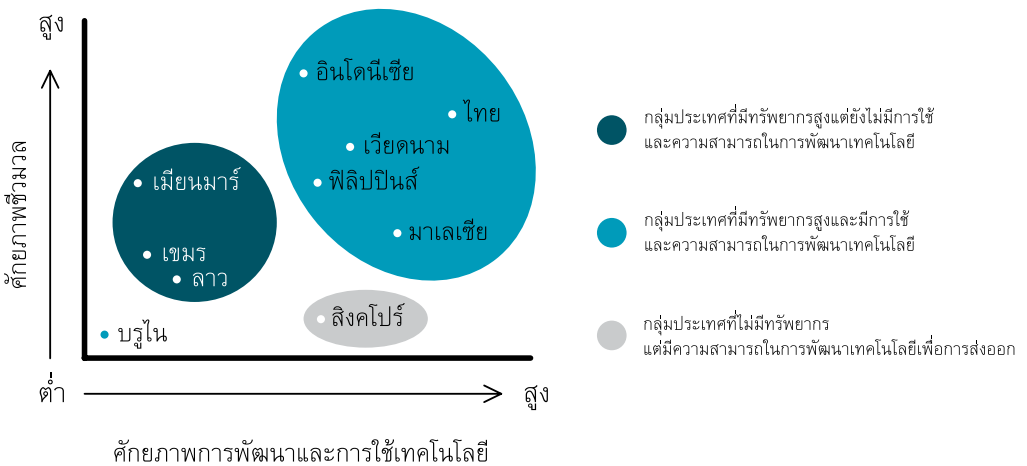 สูง
ศักยภาพชีวมวล
ต่ำ
อินโดนีเซีย
ไทย
เวียดนาม
ฟิลิปปินส์
มาเลเซีย
เมียนมาร์
เขมร
ลาว
สิงคโปร์
บรูไน
สูง
ศักยภาพการพัฒนาและการใช้เทคโนโลยี
กลุ่มประเทศที่มีทรัพยากรสูงแต่ยังไม่มีการใช้
และความสามารถในการพัฒนาเทคโนโลยี
กลุ่มประเทศที่มีทรัพยากรสูงและมีการใช้
และความสามารถในการพัฒนาเทคโนโลยี
กลุ่มประเทศที่ไม่มีทรัพยากร
แต่มีความสามารถในการพัฒนาเทคโนโลยีเพื่อการส่งออก